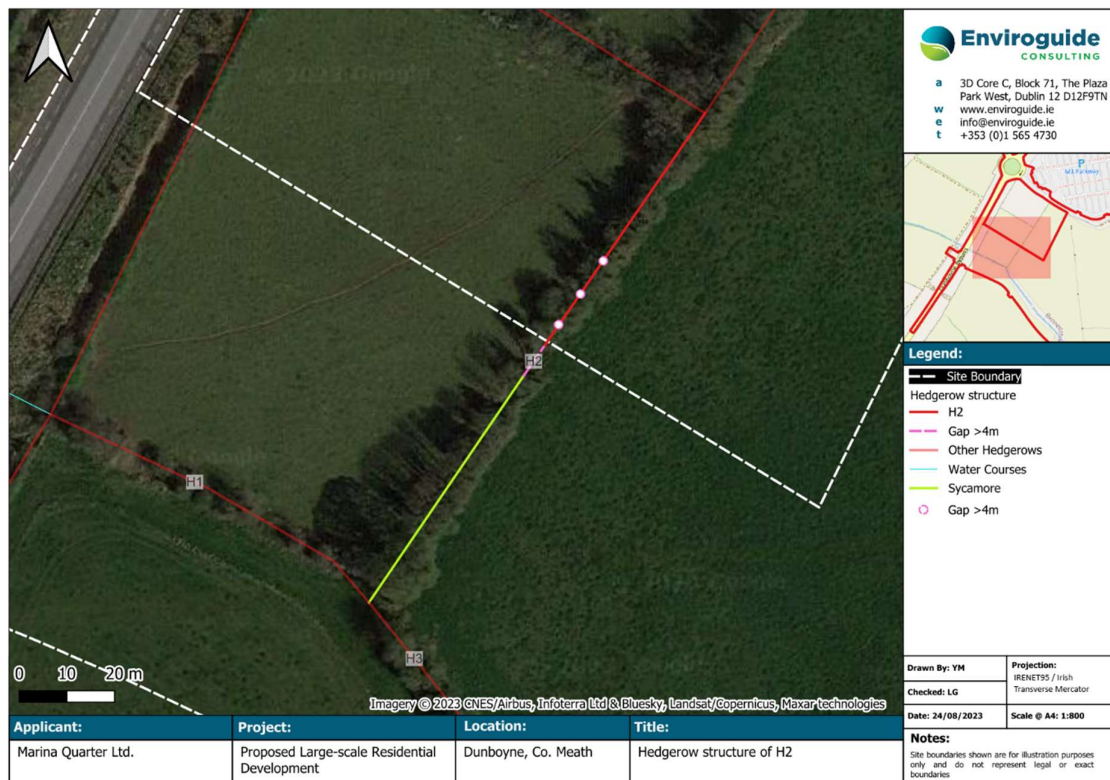 Enviroguide
CONSULTING
a 3D Core C, Block 71, The Plaza
Park West, Dublin 12 D12F9TN
w www.enviroguide.ie
e info@enviroguide.ie
t +353 (0)1 565 4730
P
M1 Parkway
H2
H1
H3
0 10 20 m
Imagery © 2023 CNES/Airbus, Infoterra Ltd & Bluesky, Landsat/Copernicus, Maxar technologies
Legend:
Site Boundary
Hedgerow structure
H2
Gap >4m
Other Hedgerows
Water Courses
Sycamore
Gap >4m
Drawn By: YM
Checked: LG
Date: 24/08/2023
Projection:
IRENET95 / Irish
Transverse Mercator
Scale @ A4: 1:800
Notes:
Site boundaries shown are for illustration purposes
only and do not represent legal or exact
boundaries
Applicant:
Marina Quarter Ltd.
Project:
Proposed Large-scale Residential
Development
Location:
Dunboyne, Co. Meath
Title:
Hedgerow structure of H2